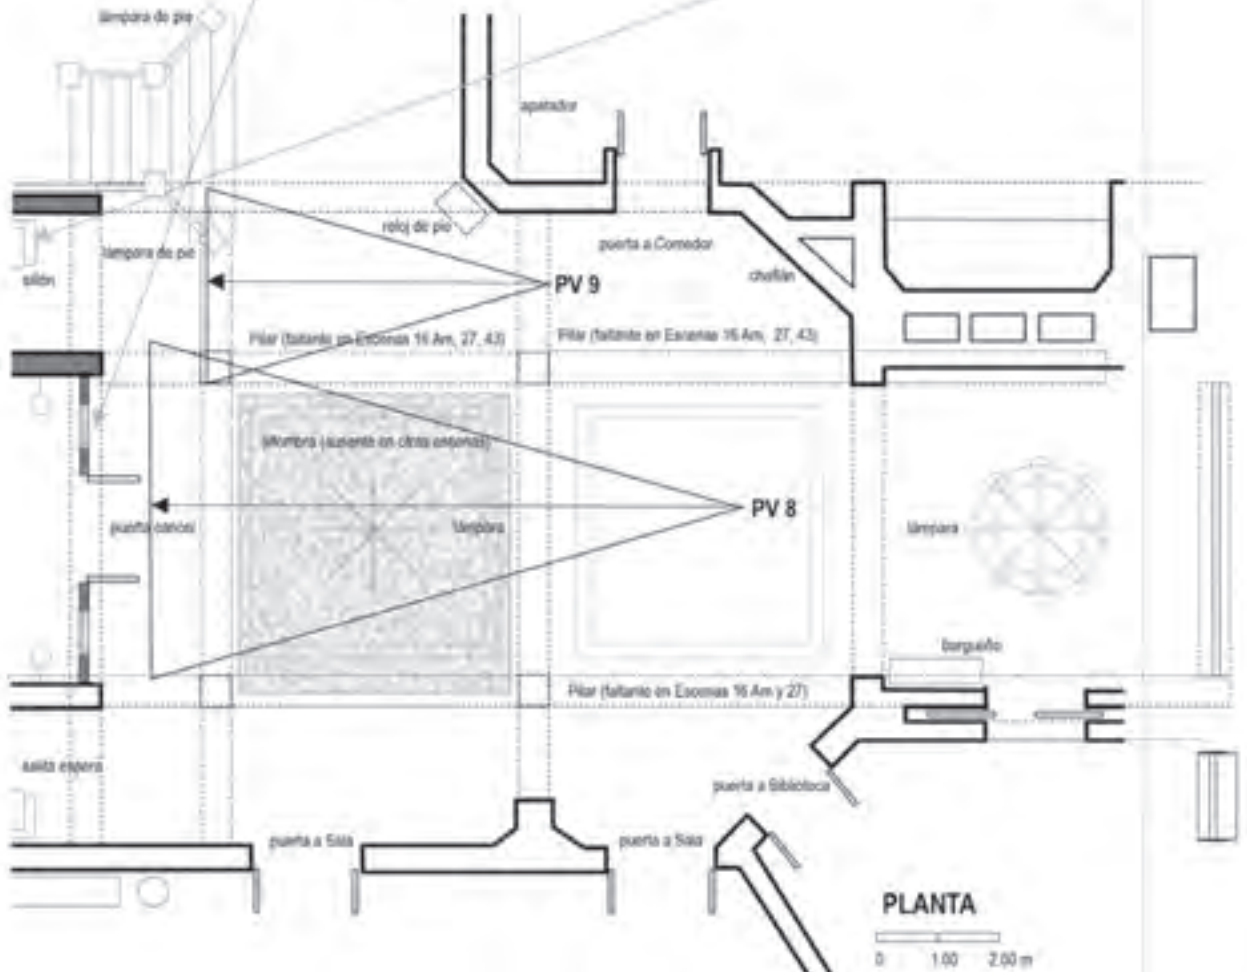 lámpara de pie
aparador
reloj de pie
puerta a Comedor
lámpara de pie
sillón
chaflán
PV 9
Pilar (faltante en Escenas 16 Am, 27, 43)
Pilar (faltante en Escenas 16 Am, 27, 43)
alfombra (ausente en otras escenas)
PV 8
puerta cancel
lámpara
lámpara
bargueño
Pilar (faltante en Escenas 16 Am y 27)
salita espera
puerta a Biblioteca
puerta a Sala
puerta a Sala
PLANTA
0 1.00 2.00 m